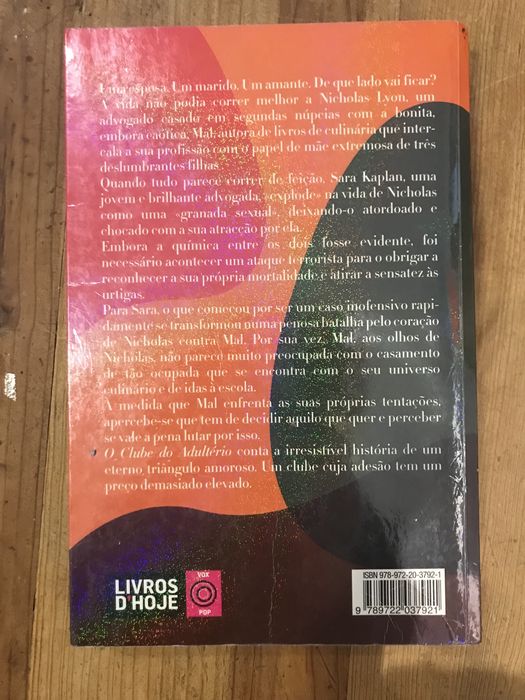 Uma esposa. Um marido. Um amante. De que lado vai ficar?
A vida não podia correr melhor a Nicholas Lyon, um
advogado casado em segundas núpcias com a bonita,
embora caótica, Mal, autora de livros de culinária que inter-
cala a sua profissão com o papel de mãe extremosa de três
deslumbrantes filhas.
Quando tudo parece correr de feição, Sara Kaplan, uma
jovem e brilhante advogada, «explode» na vida de Nicholas
como uma «granada sexual», deixando-o atordoado e
chocado com a sua atracção por ela.
Embora a química entre os dois fosse evidente, foi
necessário acontecer um ataque terrorista para o obrigar a
reconhecer a sua própria mortalidade e atirar a sensatez às
urtigas.
Para Sara, o que começou por ser um caso inofensivo rapi-
damente se transformou numa penosa batalha pelo coração
de Nicholas contra Mal. Por sua vez, Mal, aos olhos de
Nicholas, não parece muito preocupada com o casamento
de tão ocupada que se encontra com o seu universo
culinário e de idas à escola.
À medida que Mal enfrenta as suas próprias tentações,
apercebe-se que tem de decidir aquilo que quer e perceber
se vale a pena lutar por isso.
O Clube do Adultério conta a irresistível história de um
eterno triângulo amoroso. Um clube cuja adesão tem um
preço demasiado elevado.
LIVROS
D'HOJE
VOX
POP
ISBN 978-972-20-3792-1
9 789722 037921